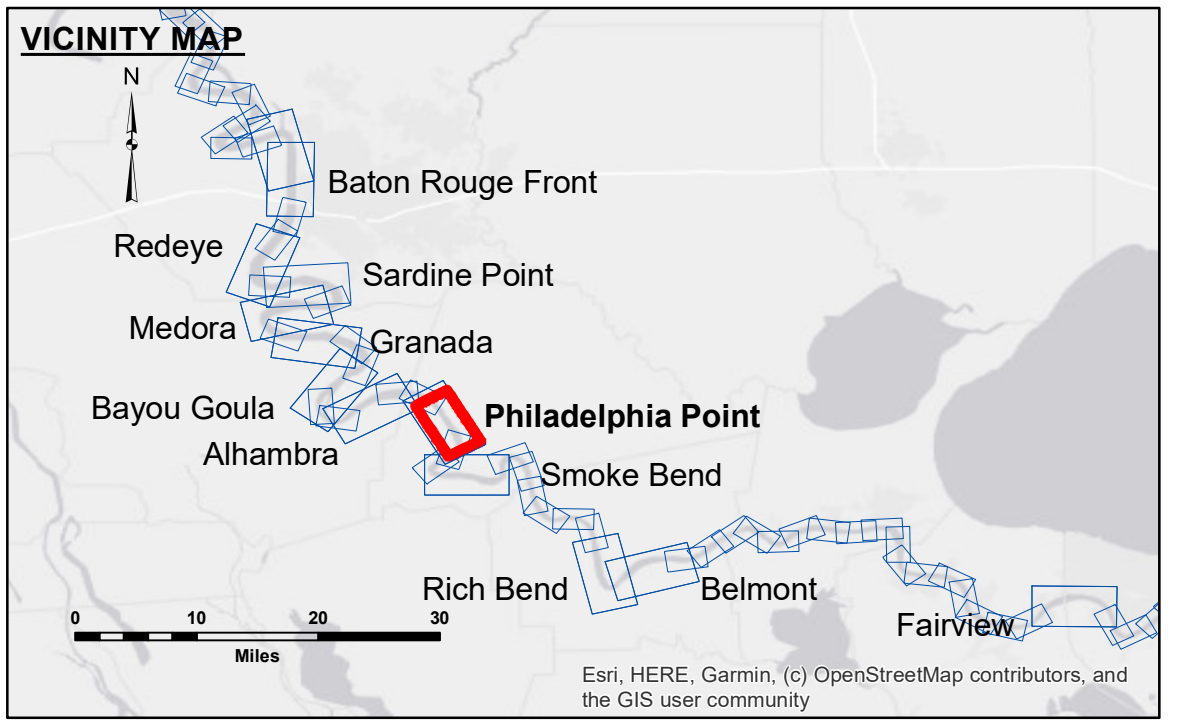 VICINITY MAP
N
Baton Rouge Front
Redeye
Sardine Point
Medora
Granada
Bayou Goula
Philadelphia Point
Alhambra
Smoke Bend
Rich Bend
Belmont
Fairview
0 10 20 30
Miles
Esri, HERE, Garmin, (c) OpenStreetMap contributors, and
the GIS user community